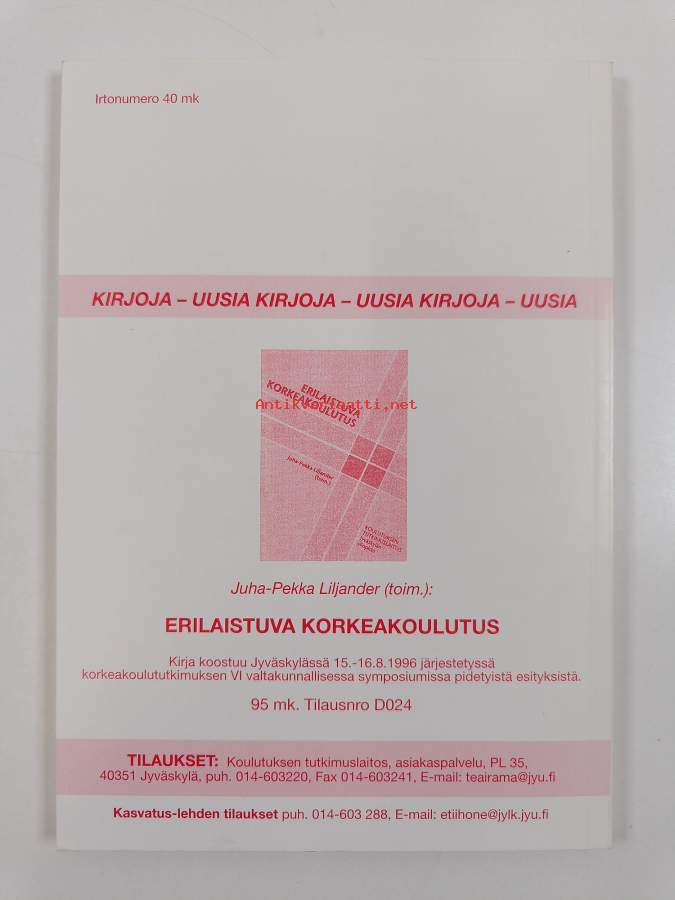 Irtonumero 40 mk
KIRJOJA – UUSIA KIRJOJA – UUSIA KIRJOJA – UUSIA
ERILAISTUVA
KORKEAKOULUTUS
Antikvariaatti.net
Juha-Pekka Liljander
(toim.)
KOULUTUKSEN
TUTKIMUSLAITOS
Juha-Pekka Liljander (toim.):
ERILAISTUVA KORKEAKOULUTUS
Kirja koostuu Jyväskylässä 15.-16.8.1996 järjestetyssä
korkeakoulututkimuksen VI valtakunnallisessa symposiumissa pidetyistä esityksistä.
95 mk. Tilausnro D024
TILAUKSET: Koulutuksen tutkimuslaitos, asiakaspalvelu, PL 35,
40351 Jyväskylä, puh. 014-603220, Fax 014-603241, E-mail: teairama@jyu.fi
Kasvatus-lehden tilaukset puh. 014-603 288, E-mail: etiihone@jylk.jyu.fi